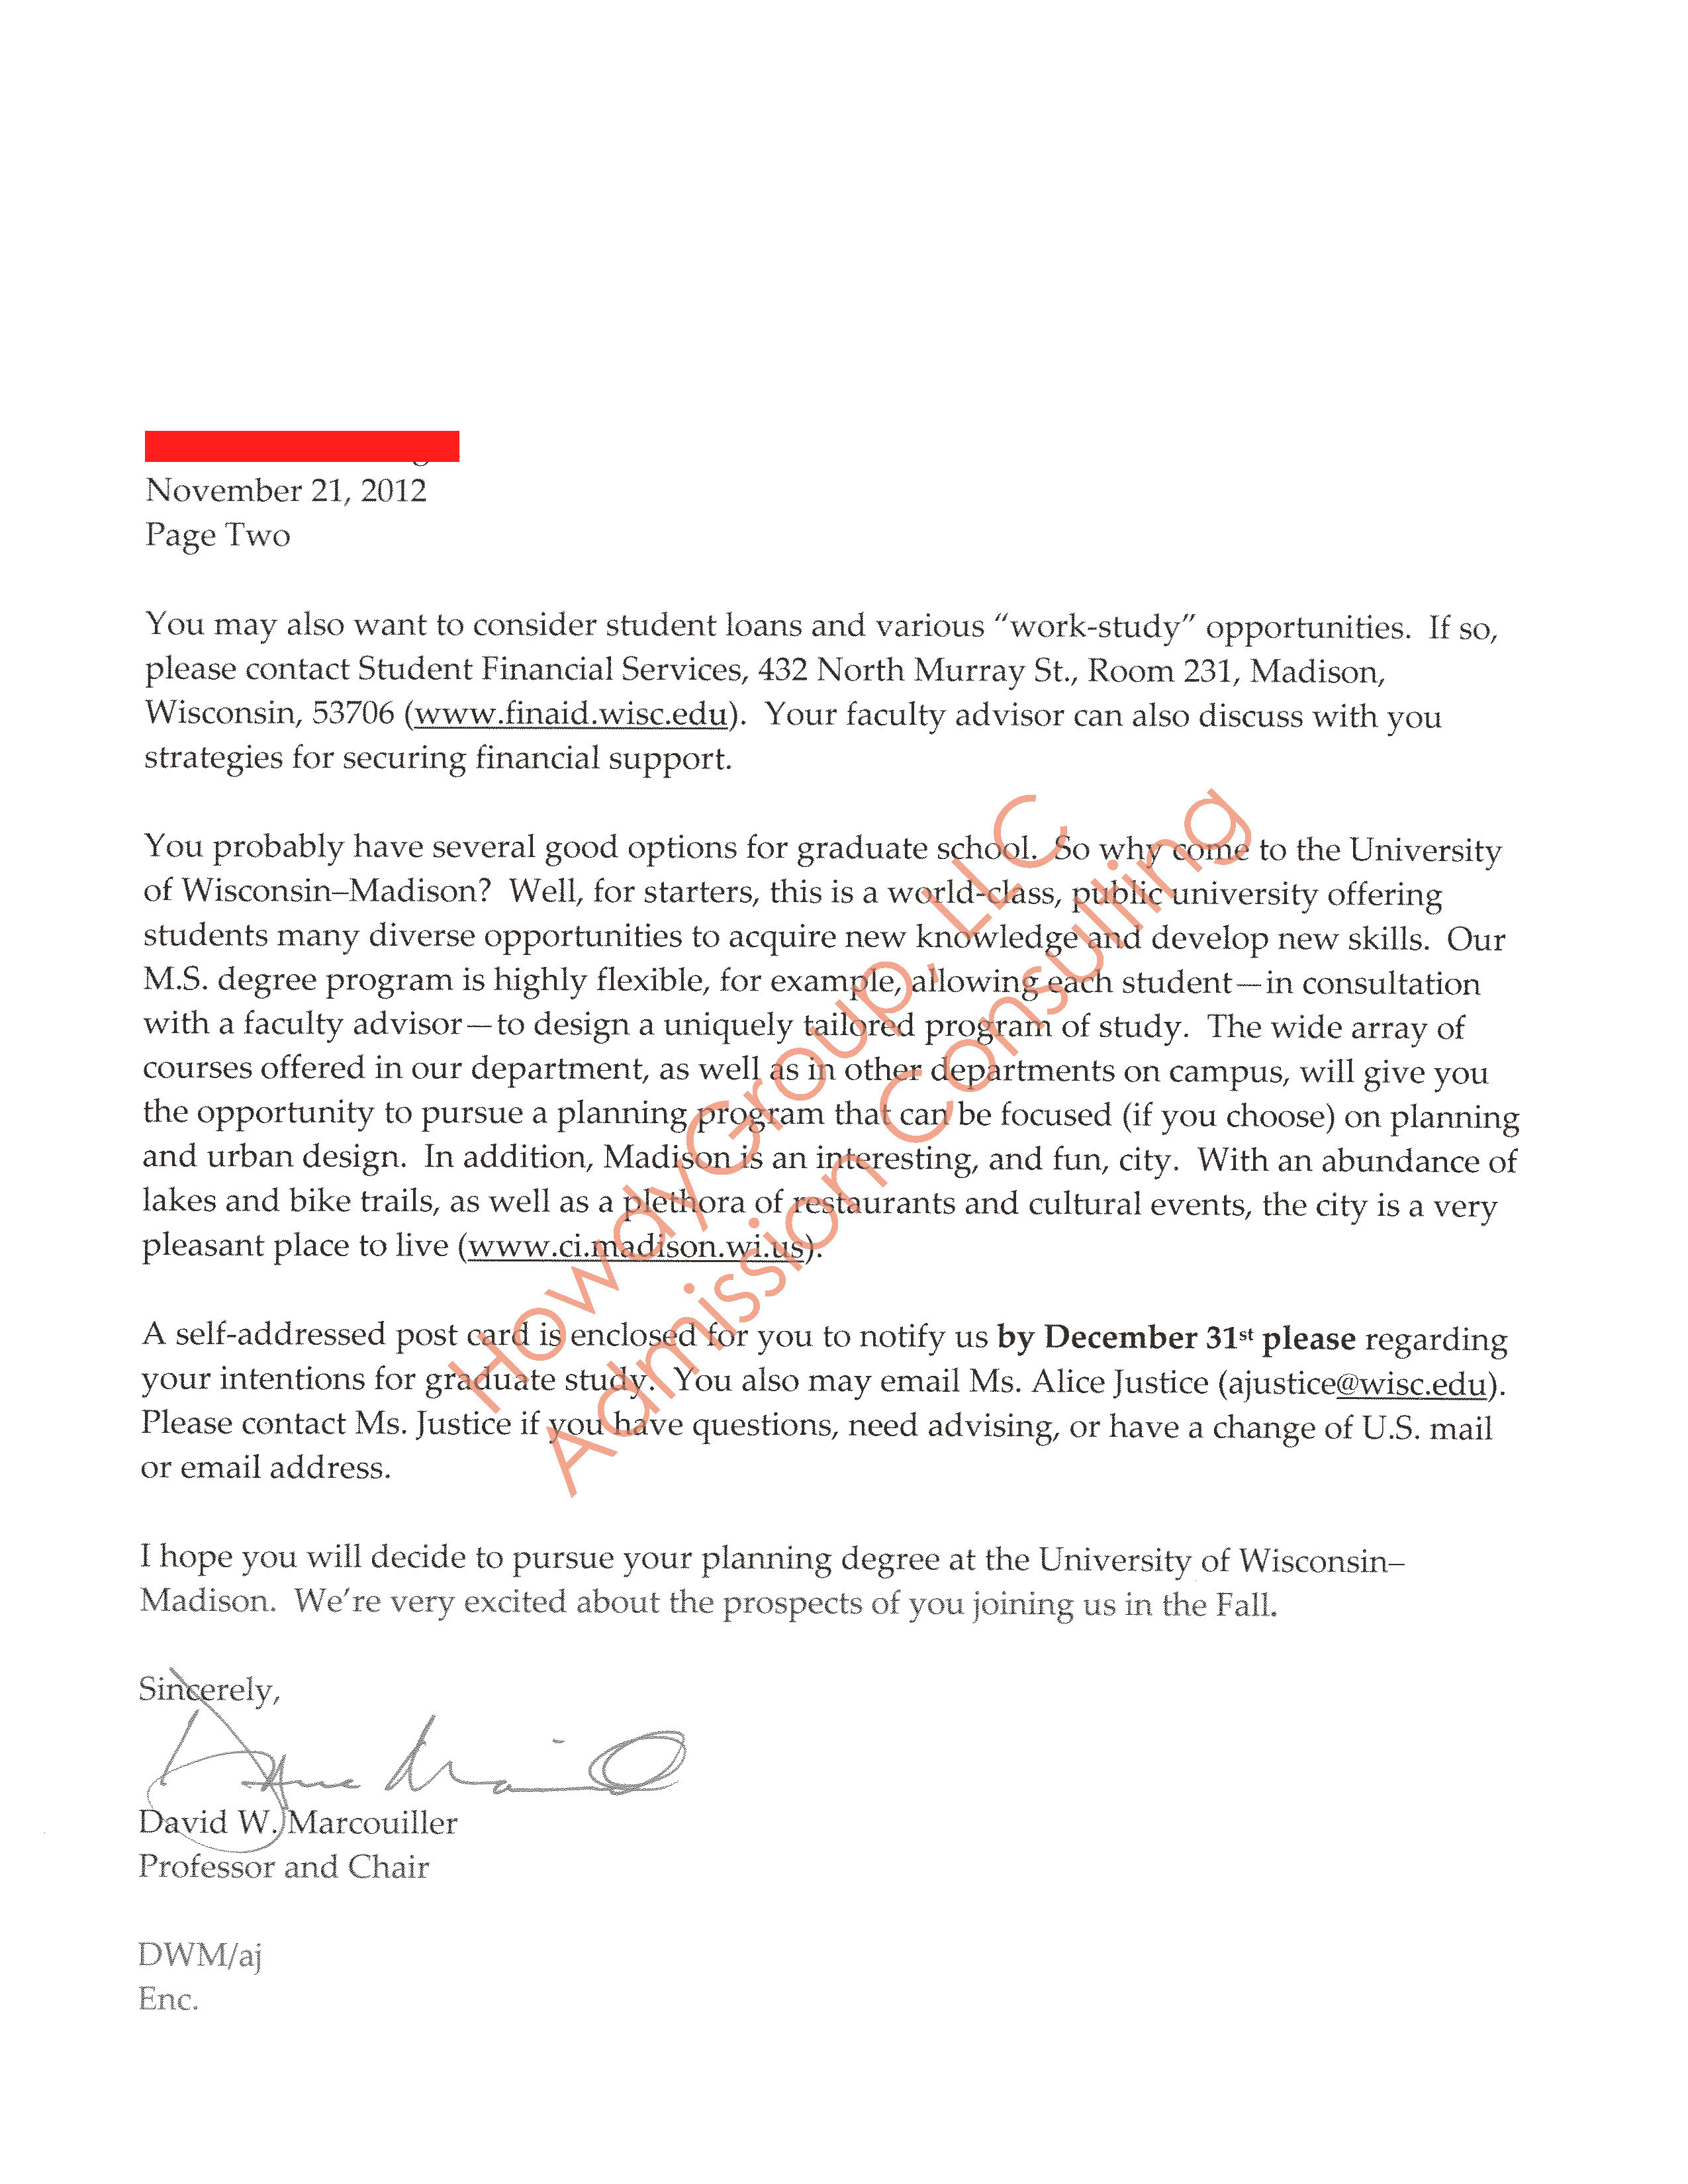 November 21, 2012
Page Two
You may also want to consider student loans and various “work-study” opportunities.  If so,
please contact Student Financial Services, 432 North Murray St., Room 231, Madison,
Wisconsin, 53706 (www.finaid.wisc.edu).  Your faculty advisor can also discuss with you
strategies for securing financial support.
You probably have several good options for graduate school.  So why come to the University
of Wisconsin–Madison?  Well, for starters, this is a world-class, public university offering
students many diverse opportunities to acquire new knowledge and develop new skills.  Our
M.S. degree program is highly flexible, for example, allowing each student—in consultation
with a faculty advisor—to design a uniquely tailored program of study.  The wide array of
courses offered in our department, as well as in other departments on campus, will give you
the opportunity to pursue a planning program that can be focused (if you choose) on planning
and urban design.  In addition, Madison is an interesting, and fun, city.  With an abundance of
lakes and bike trails, as well as a plethora of restaurants and cultural events, the city is a very
pleasant place to live (www.ci.madison.wi.us).
A self-addressed post card is enclosed for you to notify us by December 31st please regarding
your intentions for graduate study.  You also may email Ms. Alice Justice (ajustice@wisc.edu).
Please contact Ms. Justice if you have questions, need advising, or have a change of U.S. mail
or email address.
I hope you will decide to pursue your planning degree at the University of Wisconsin–
Madison.  We’re very excited about the prospects of you joining us in the Fall.
Sincerely,
David W. Marcouiller
Professor and Chair
DWM/aj
Enc.
HowdyGroup, LLC
Admission Consulting